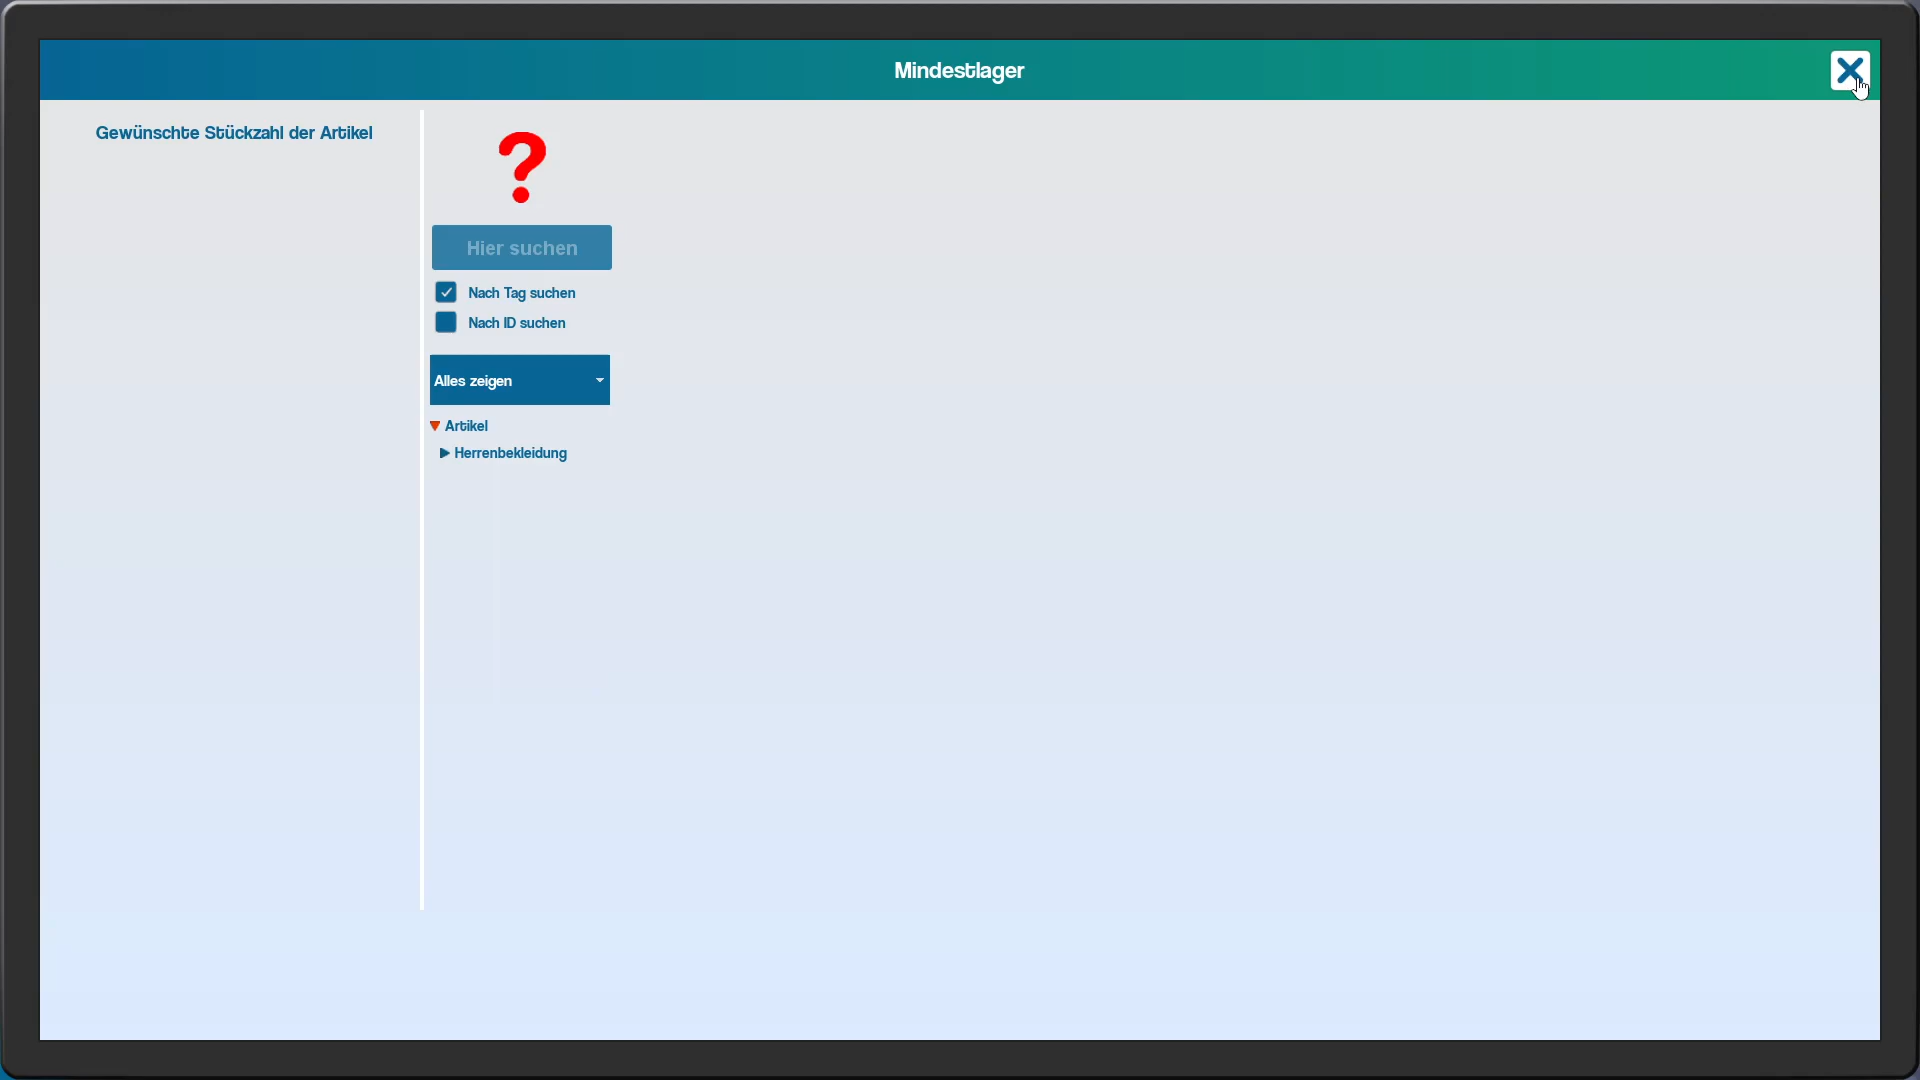 Mindestlager
Gewünschte Stückzahl der Artikel
?
Hier suchen
Nach Tag suchen
Nach ID suchen
Alles zeigen
Artikel
Herrenbekleidung